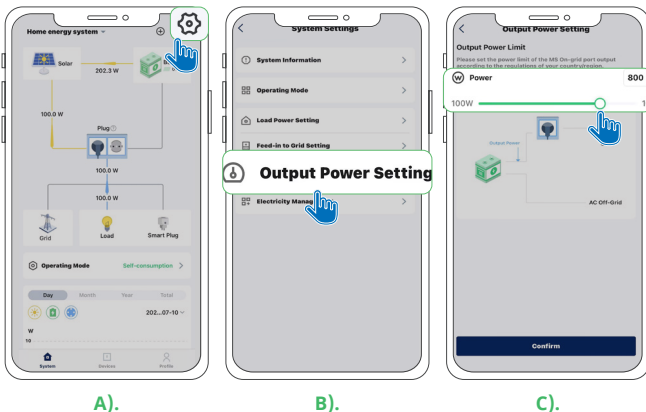 Home energy system
Solar
202.3 W
100.0 W
Plug
100.0 W
100.0 W
Grid
Load
Smart Plug
Operating Mode
Self-consumption
Day
Month
Year
Total
202...07-10
W
10
System
Devices
Profile
A).
System Settings
System Information
Operating Mode
Load Power Setting
Feed-in to Grid Setting
Output Power Setting
Electricity Manag
B).
Output Power Setting
Output Power Limit
Please set the power limit of the MS On-grid port output
according to the regulations of your country/region.
Power
800
100W
1
Output Power
AC Off-Grid
Confirm
C).